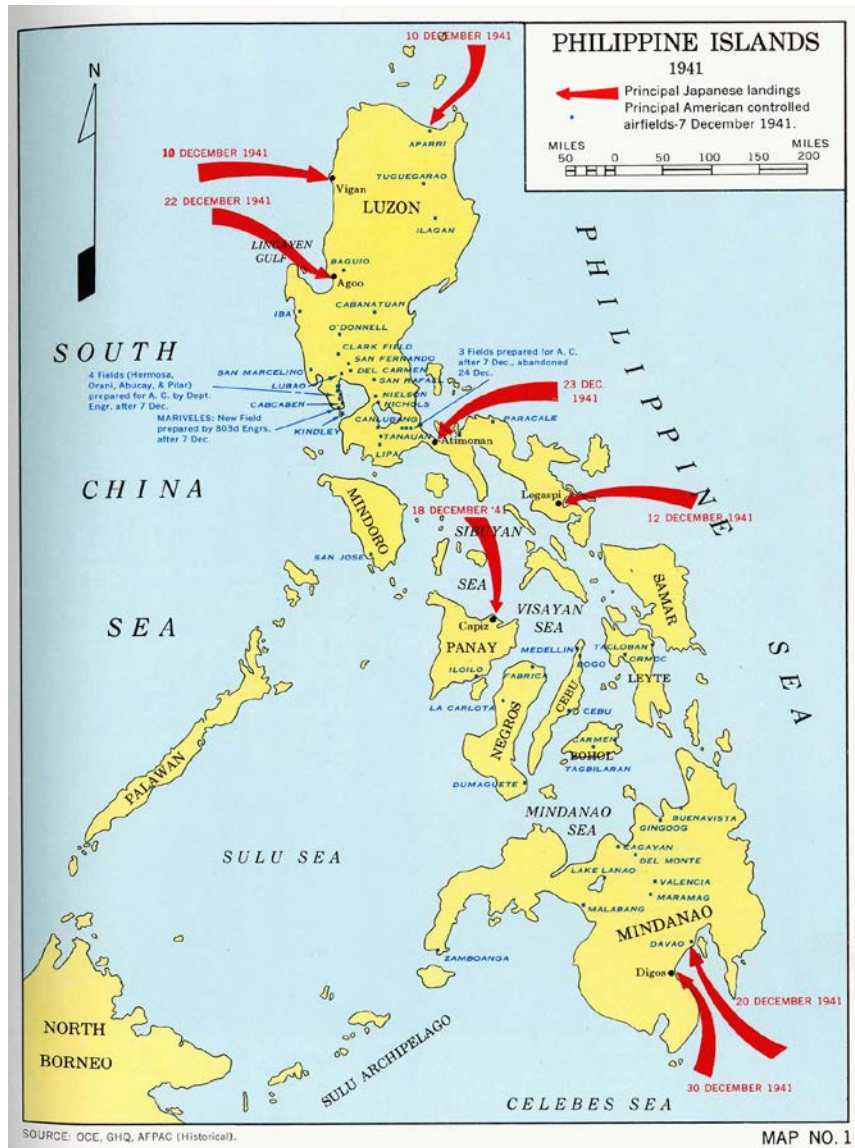 PHILIPPINE ISLANDS
1941
Principal Japanese landings
Principal American controlled
airfields-7 December 1941.
MILES MILES
50 0 50 100 150 200
N
10 DECEMBER 1941
APARRI
10 DECEMBER 1941
Vigan
TUGUEGARAO
22 DECEMBER 1941
LUZON
ILAGAN
LINGAYEN
GULF
BAGUIO
Agoo
PHILIPPINE SEA
CABANATUAN
IBA
O'DONNELL
SOUTH
CLARK FIELD
SAN FERNANDO
DEL CARMEN
SAN MARCELINO
SAN RAFAEL
3 Fields prepared for A. C.
after 7 Dec., abandoned
24 Dec.
4 Fields (Hermosa,
Orani, Abucay, & Pilar)
prepared for A. C. by Dept.
Engr. after 7 Dec.
LUBAO
CABCABEN
NIELSON
NICHOLS
23 DEC.
1941
MARIVELES: New Field
prepared by 803d Engrs.
after 7 Dec.
KINDLEY
CANLUBANG
PARACALE
TANAUAN
Atimonan
LIPA
CHINA
MINDORO
Legaspi
18 DECEMBER '41
12 DECEMBER 1941
SIBUYAN
SEA
SAN JOSE
SAMAR
SEA
Capiz
VISAYAN
SEA
PANAY
MEDELLIN
TACLOBAN
BOGO
ORMOC
ILOILO
FABRICA
LEYTE
LA CARLOTA
CEBU
CEBU
NEGROS
CARMEN
BOHOL
TAGBILARAN
PALAWAN
DUMAGUETE
MINDANAO
SEA
BUENAVISTA
GINGOOG
SULU SEA
CAGAYAN
DEL MONTE
LAKE LANAO
VALENCIA
MARAMAG
MALABANG
MINDANAO
DAVAO
ZAMBOANGA
Digos
20 DECEMBER 1941
NORTH
BORNEO
SULU ARCHIPELAGO
30 DECEMBER 1941
CELEBES SEA
SOURCE: OCE, GHQ, AFPAC (Historical).
MAP NO. 1